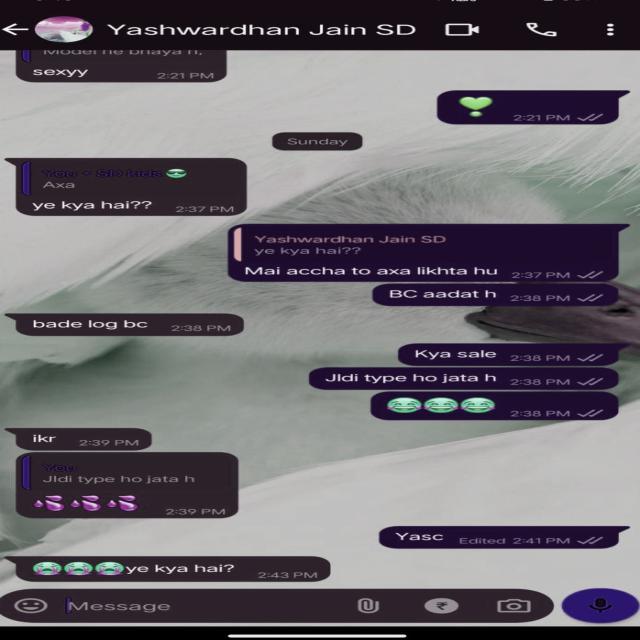 Yashwardhan Jain SD
Model ne bhaya h,
sexyy
2:21 PM
2:21 PM
Sunday
You • SD lads 😎
Axa
ye kya hai??
2:37 PM
Yashwardhan Jain SD
ye kya hai??
Mai accha to axa likhta hu
2:37 PM
BC aadat h
2:38 PM
bade log bc
2:38 PM
Kya sale
2:38 PM
Jldi type ho jata h
2:38 PM
😂😂😂
2:38 PM
ikr
2:39 PM
You
Jldi type ho jata h
💦💦💦
2:39 PM
Yasc
Edited 2:41 PM
😭😭😭ye kya hai?
2:43 PM
Message